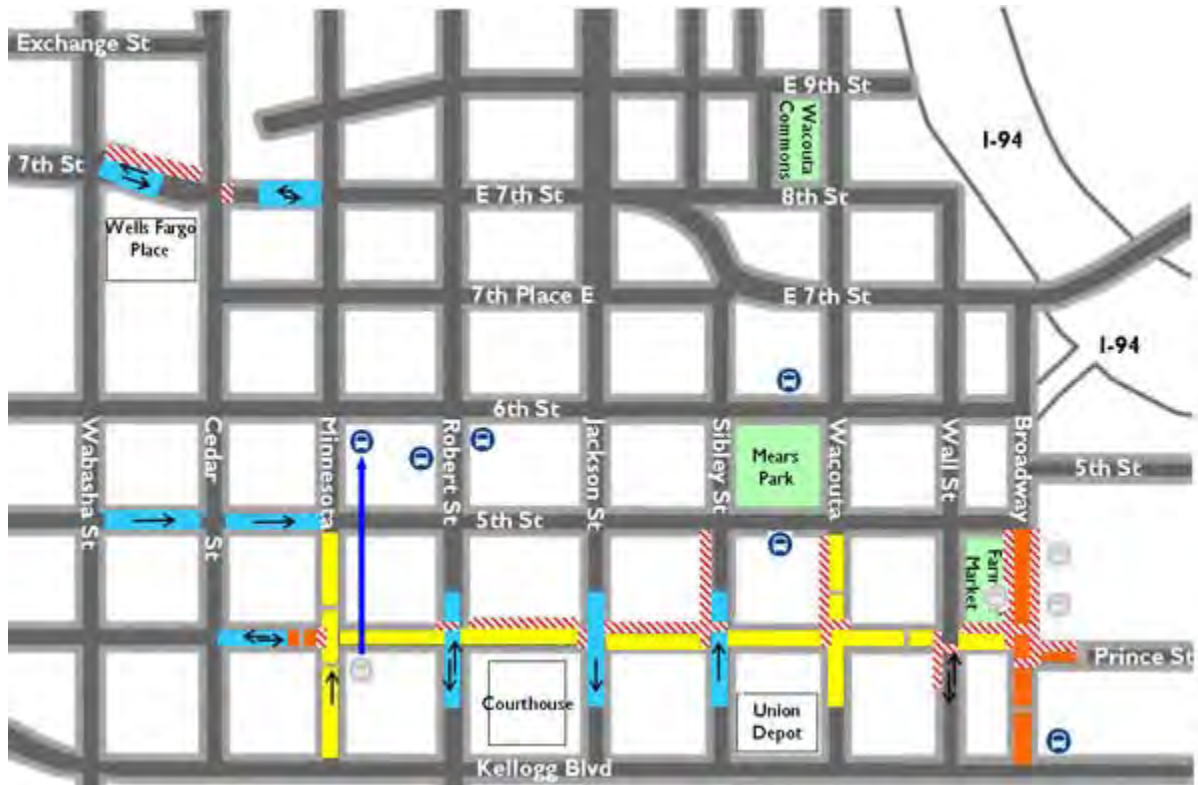 Exchange St
E 9th St
Wacouta
Commons
I-94
7th St
E 7th St
8th St
Wells Fargo
Place
7th Place E
E 7th St
I-94
6th St
Wabasha St
Cedar
St
Minnesota
Robert St
Jackson St
Sibley St
Mears
Park
Wacouta
Wall St
Broadway
5th St
5th St
Farm
Market
Prince St
Courthouse
Union
Depot
Kellogg Blvd